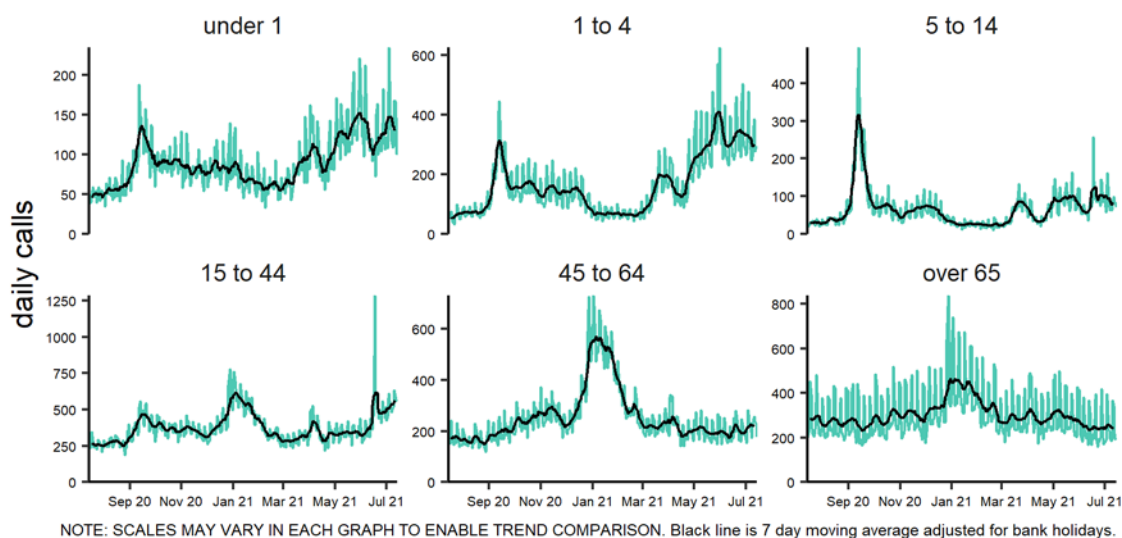 under 1
1 to 4
5 to 14
200
150
100
50
0
600
400
200
0
500
400
300
200
100
0
daily calls
15 to 44
45 to 64
over 65
1250
1000
750
500
250
0
600
400
200
0
800
600
400
200
0
Sep 20 Nov 20 Jan 21 Mar 21 May 21 Jul 21
Sep 20 Nov 20 Jan 21 Mar 21 May 21 Jul 21
Sep 20 Nov 20 Jan 21 Mar 21 May 21 Jul 21
NOTE: SCALES MAY VARY IN EACH GRAPH TO ENABLE TREND COMPARISON. Black line is 7 day moving average adjusted for bank holidays.